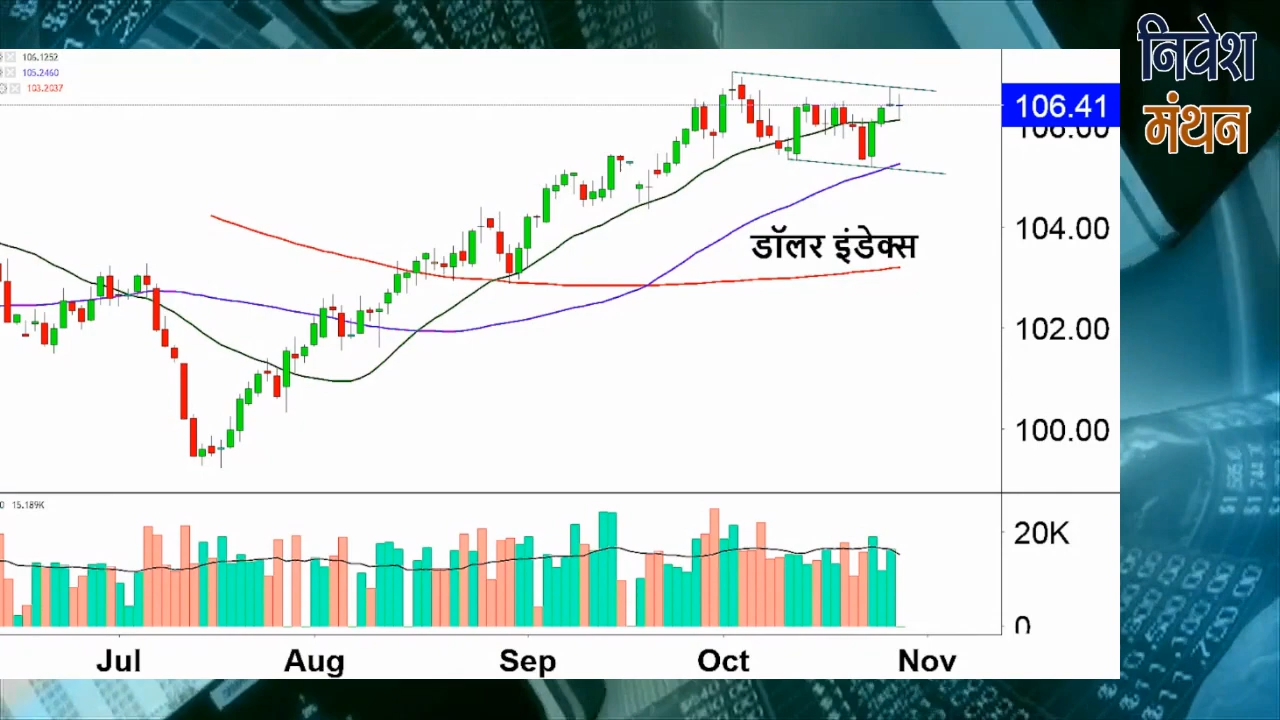 निवेश
मंथन
106.1252
105.2460
103.2037
106.41
106.00
104.00
डॉलर इंडेक्स
102.00
100.00
15.189K
20K
0
Jul
Aug
Sep
Oct
Nov